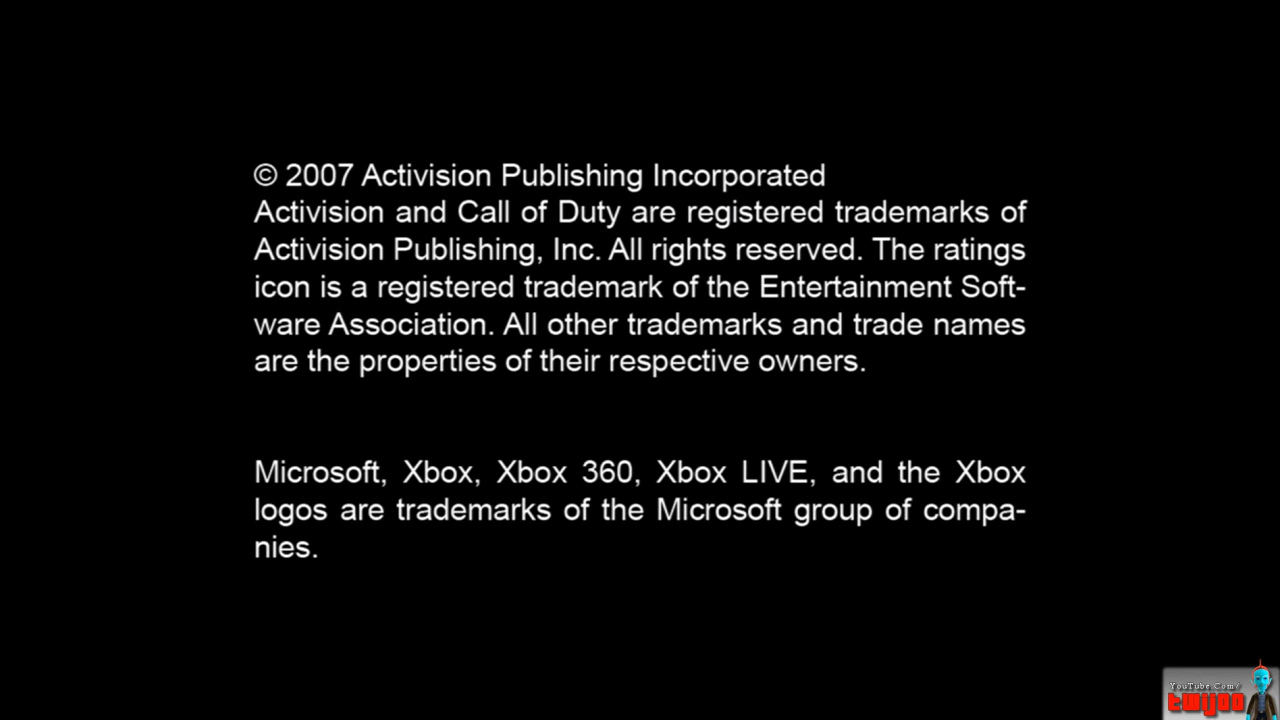 © 2007 Activision Publishing Incorporated
Activision and Call of Duty are registered trademarks of
Activision Publishing, Inc. All rights reserved. The ratings
icon is a registered trademark of the Entertainment Soft-
ware Association. All other trademarks and trade names
are the properties of their respective owners.
Microsoft, Xbox, Xbox 360, Xbox LIVE, and the Xbox
logos are trademarks of the Microsoft group of compa-
nies.
YouTube.Com/
twijoo